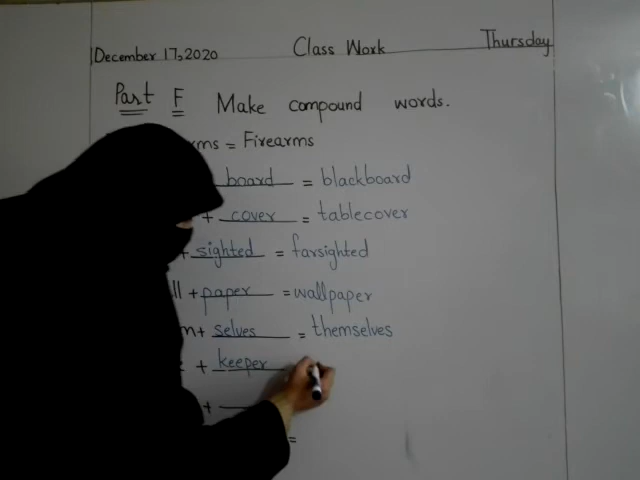 December 17, 2020 Class Work Thursday
Part F Make compound words.
rms = Firearms
board = blackboard
+ cover = tablecover
+ sighted = farsighted
ll + paper = wallpaper
m + selves = themselves
+ keeper
+
=